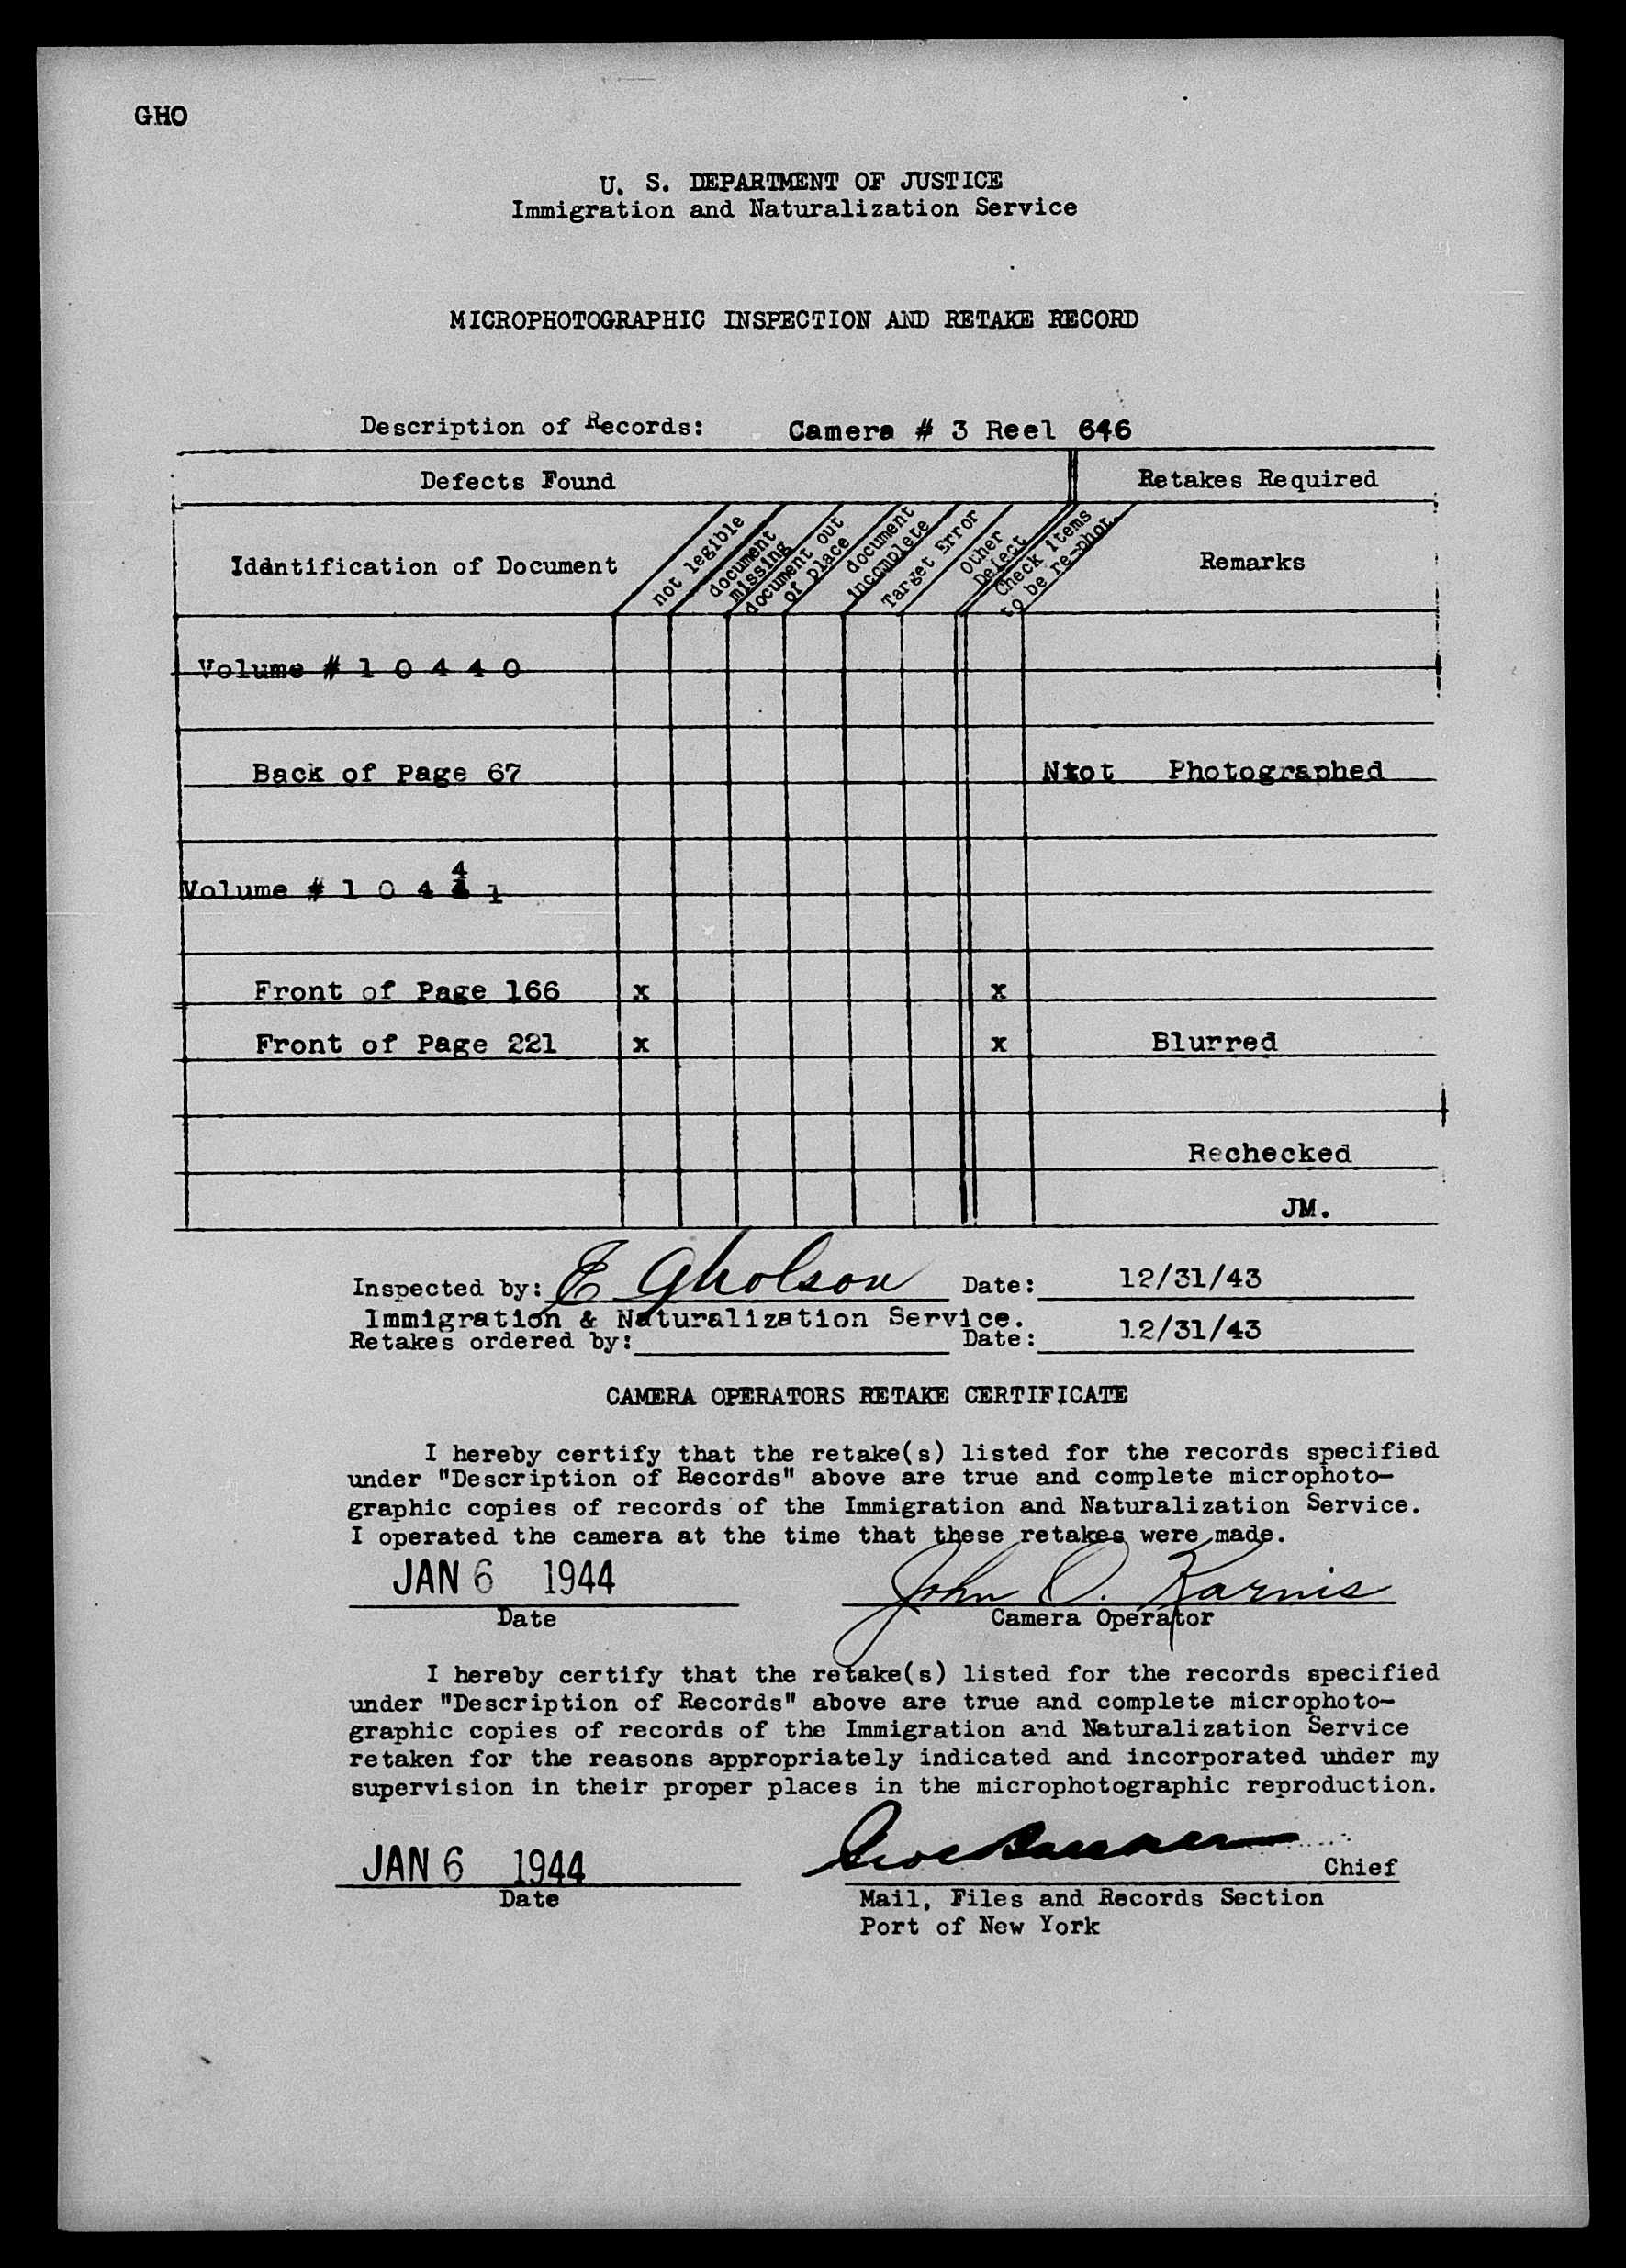 GHO
U. S. DEPARTMENT OF JUSTICE
Immigration and Naturalization Service
MICROPHOTOGRAPHIC INSPECTION AND RETAKE RECORD
Description of Records: Camera # 3 Reel 646
Defects Found Retakes Required
Identification of Document
not legible
document
missing
document out
of place
document
incomplete
Target Error
Other
Defect
Check items
to be re-phot.
Remarks
Volume # 1 0 4 4 0
Back of Page 67 Ntot Photographed
Volume # 1 0 4 4 1
Front of Page 166 x x
Front of Page 221 x x Blurred
Rechecked
JM.
Inspected by: E Gholson Date: 12/31/43
Immigration & Naturalization Service.
Retakes ordered by: Date: 12/31/43
CAMERA OPERATORS RETAKE CERTIFICATE
I hereby certify that the retake(s) listed for the records specified
under "Description of Records" above are true and complete microphoto-
graphic copies of records of the Immigration and Naturalization Service.
I operated the camera at the time that these retakes were made.
JAN 6 1944 John O. Karnis
Date Camera Operator
I hereby certify that the retake(s) listed for the records specified
under "Description of Records" above are true and complete microphoto-
graphic copies of records of the Immigration and Naturalization Service
retaken for the reasons appropriately indicated and incorporated under my
supervision in their proper places in the microphotographic reproduction.
JAN 6 1944 Chief
Date Mail, Files and Records Section
Port of New York